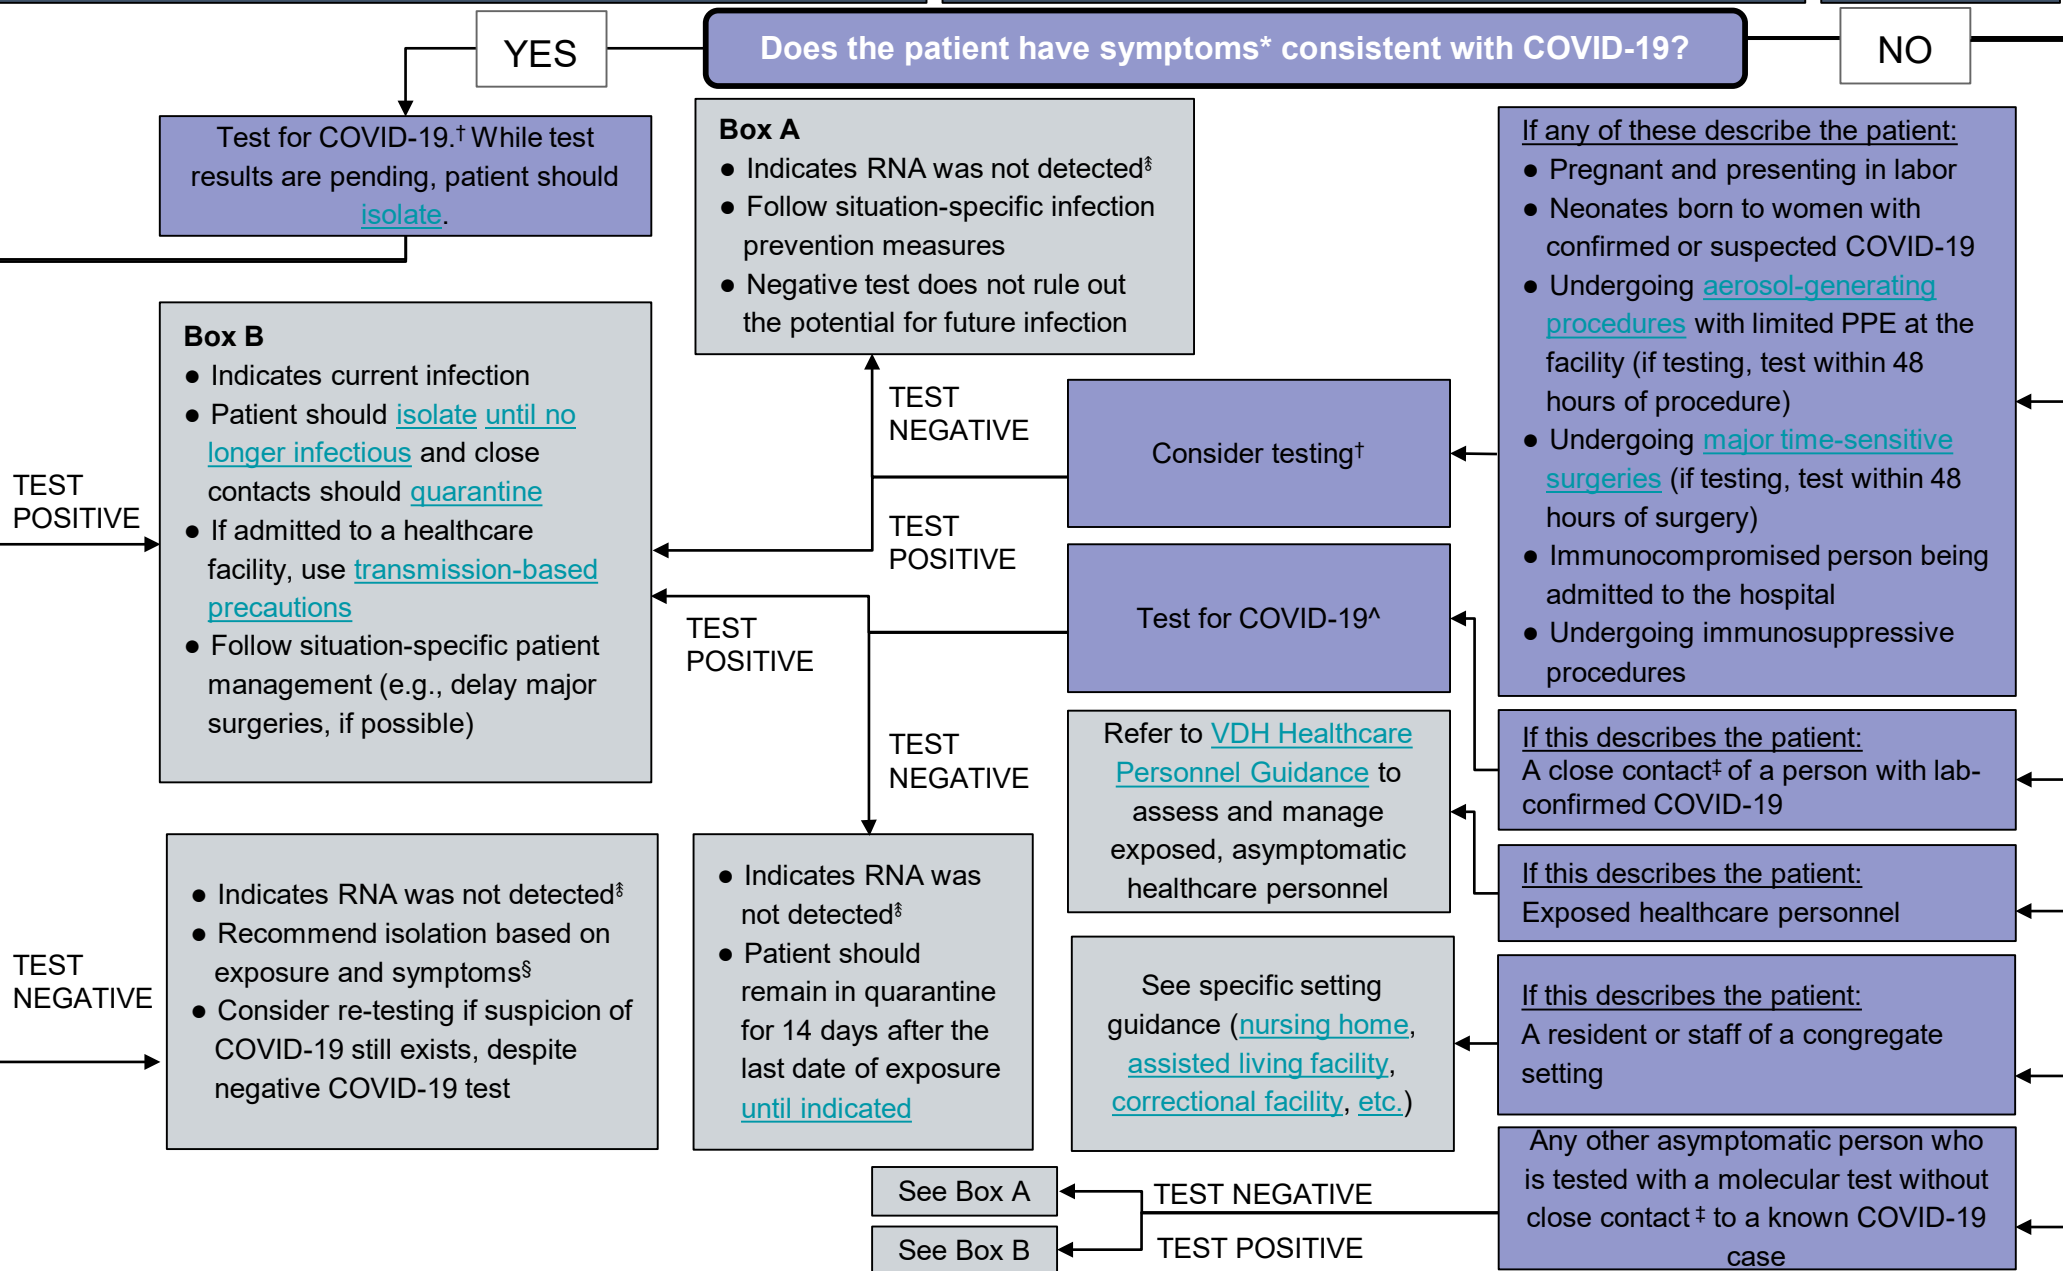 Does the patient have symptoms* consistent with COVID-19?
YES
NO
Test for COVID-19.† While test
results are pending, patient should
isolate.
Box A
● Indicates RNA was not detected⁑
● Follow situation-specific infection
prevention measures
● Negative test does not rule out
the potential for future infection
If any of these describe the patient:
● Pregnant and presenting in labor
● Neonates born to women with
confirmed or suspected COVID-19
● Undergoing aerosol-generating
procedures with limited PPE at the
facility (if testing, test within 48
hours of procedure)
● Undergoing major time-sensitive
surgeries (if testing, test within 48
hours of surgery)
● Immunocompromised person being
admitted to the hospital
● Undergoing immunosuppressive
procedures
Box B
● Indicates current infection
● Patient should isolate until no
longer infectious and close
contacts should quarantine
● If admitted to a healthcare
facility, use transmission-based
precautions
● Follow situation-specific patient
management (e.g., delay major
surgeries, if possible)
TEST
POSITIVE
TEST
NEGATIVE
Consider testing†
TEST
POSITIVE
Test for COVID-19^
TEST
POSITIVE
TEST
NEGATIVE
Refer to VDH Healthcare
Personnel Guidance to
assess and manage
exposed, asymptomatic
healthcare personnel
If this describes the patient:
A close contact‡ of a person with lab-
confirmed COVID-19
If this describes the patient:
Exposed healthcare personnel
TEST
NEGATIVE
● Indicates RNA was not detected⁑
● Recommend isolation based on
exposure and symptoms§
● Consider re-testing if suspicion of
COVID-19 still exists, despite
negative COVID-19 test
● Indicates RNA was
not detected⁑
● Patient should
remain in quarantine
for 14 days after the
last date of exposure
until indicated
See specific setting
guidance (nursing home,
assisted living facility,
correctional facility, etc.)
If this describes the patient:
A resident or staff of a congregate
setting
Any other asymptomatic person who
is tested with a molecular test without
close contact ‡ to a known COVID-19
case
See Box A
TEST NEGATIVE
See Box B
TEST POSITIVE